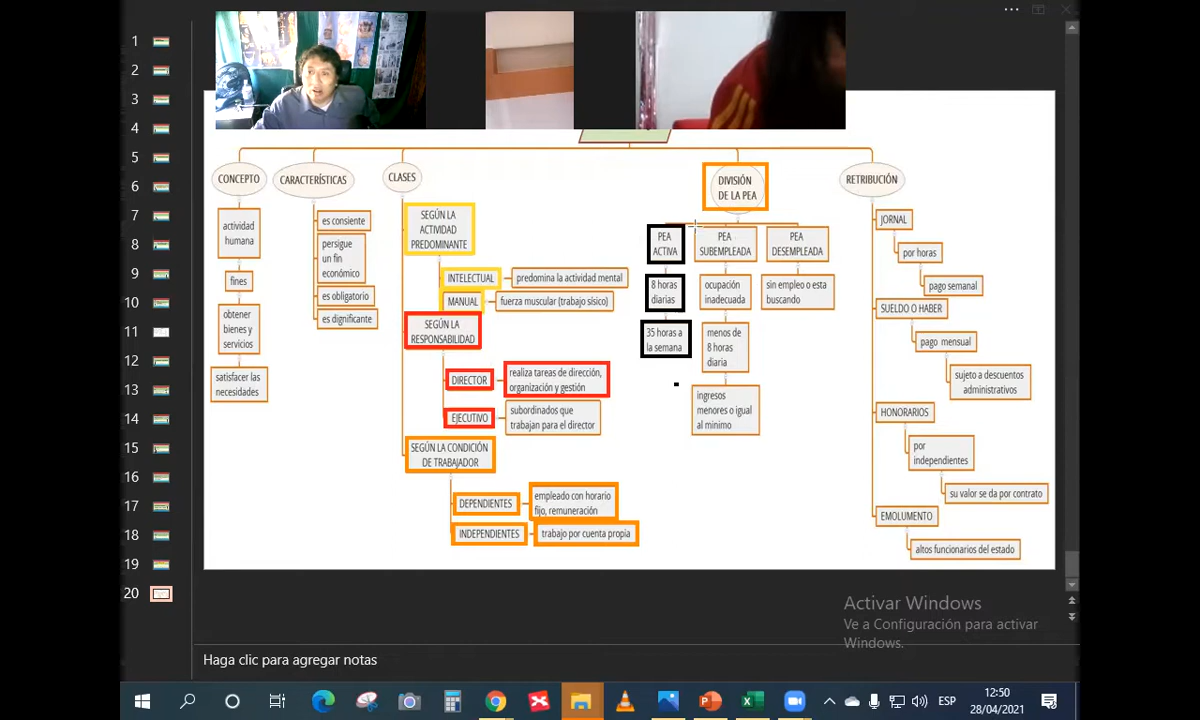 1
2
3
4
5
6
7
8
9
10
11
12
13
14
15
16
17
18
19
20
CONCEPTO
actividad
humana
fines
obtener
bienes y
servicios
satisfacer las
necesidades
CARACTERÍSTICAS
es consiente
persigue
un fin
económico
es obligatorio
es dignificante
CLASES
SEGÚN LA
ACTIVIDAD
PREDOMINANTE
INTELECTUAL
predomina la actividad mental
MANUAL
fuerza muscular (trabajo sísico)
SEGÚN LA
RESPONSABILIDAD
DIRECTOR
realiza tareas de dirección,
organización y gestión
EJECUTIVO
subordinados que
trabajan para el director
SEGÚN LA CONDICIÓN
DE TRABAJADOR
DEPENDIENTES
empleado con horario
fijo, remuneración
INDEPENDIENTES
trabajo por cuenta propia
DIVISIÓN
DE LA PEA
PEA
ACTIVA
8 horas
diarias
35 horas a
la semana
PEA
SUBEMPLEADA
ocupación
inadecuada
menos de
8 horas
diaria
ingresos
menores o igual
al minimo
PEA
DESEMPLEADA
sin empleo o esta
buscando
RETRIBUCIÓN
JORNAL
por horas
pago semanal
SUELDO O HABER
pago mensual
sujeto a descuentos
administrativos
HONORARIOS
por
independientes
su valor se da por contrato
EMOLUMENTO
altos funcionarios del estado
Activar Windows
Ve a Configuración para activar
Windows.
Haga clic para agregar notas
ESP
12:50
28/04/2021